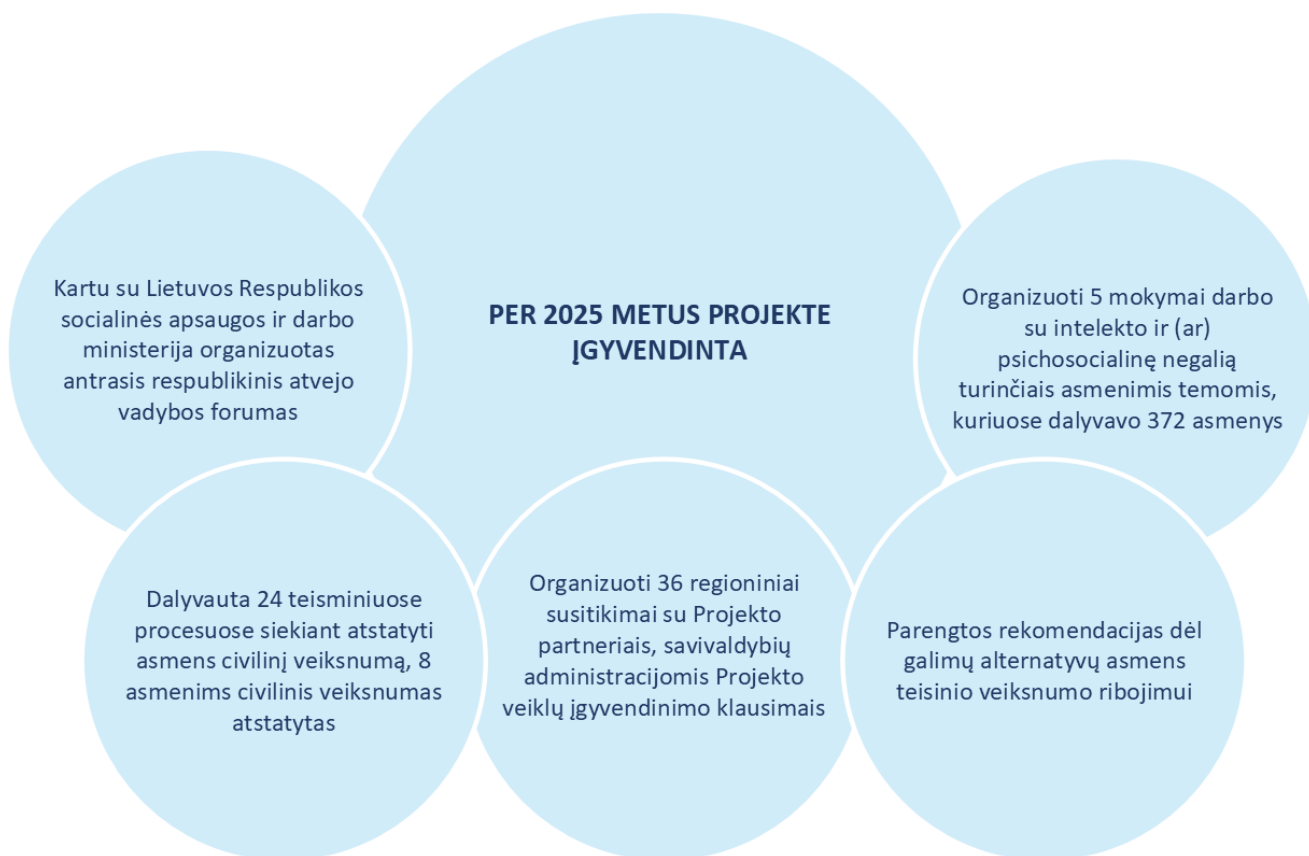 PER 2025 METUS PROJEKTE
ĮGYVENDINTA
Kartu su Lietuvos Respublikos
socialinės apsaugos ir darbo
ministerija organizuotas
antrasis respublikinis atvejo
vadybos forumas
Organizuoti 5 mokymai darbo
su intelekto ir (ar)
psichosocialinę negalią
turinčiais asmenimis temomis,
kuriuose dalyvavo 372 asmenys
Dalyvauta 24 teisminiuose
procesuose siekiant atstatyti
asmens civilinį veiksnumą, 8
asmenims civilinis veiksnumas
atstatytas
Organizuoti 36 regioniniai
susitikimai su Projekto
partneriais, savivaldybių
administracijomis Projekto
veiklų įgyvendinimo klausimais
Parengtos rekomendacijas dėl
galimų alternatyvų asmens
teisinio veiksnumo ribojimui